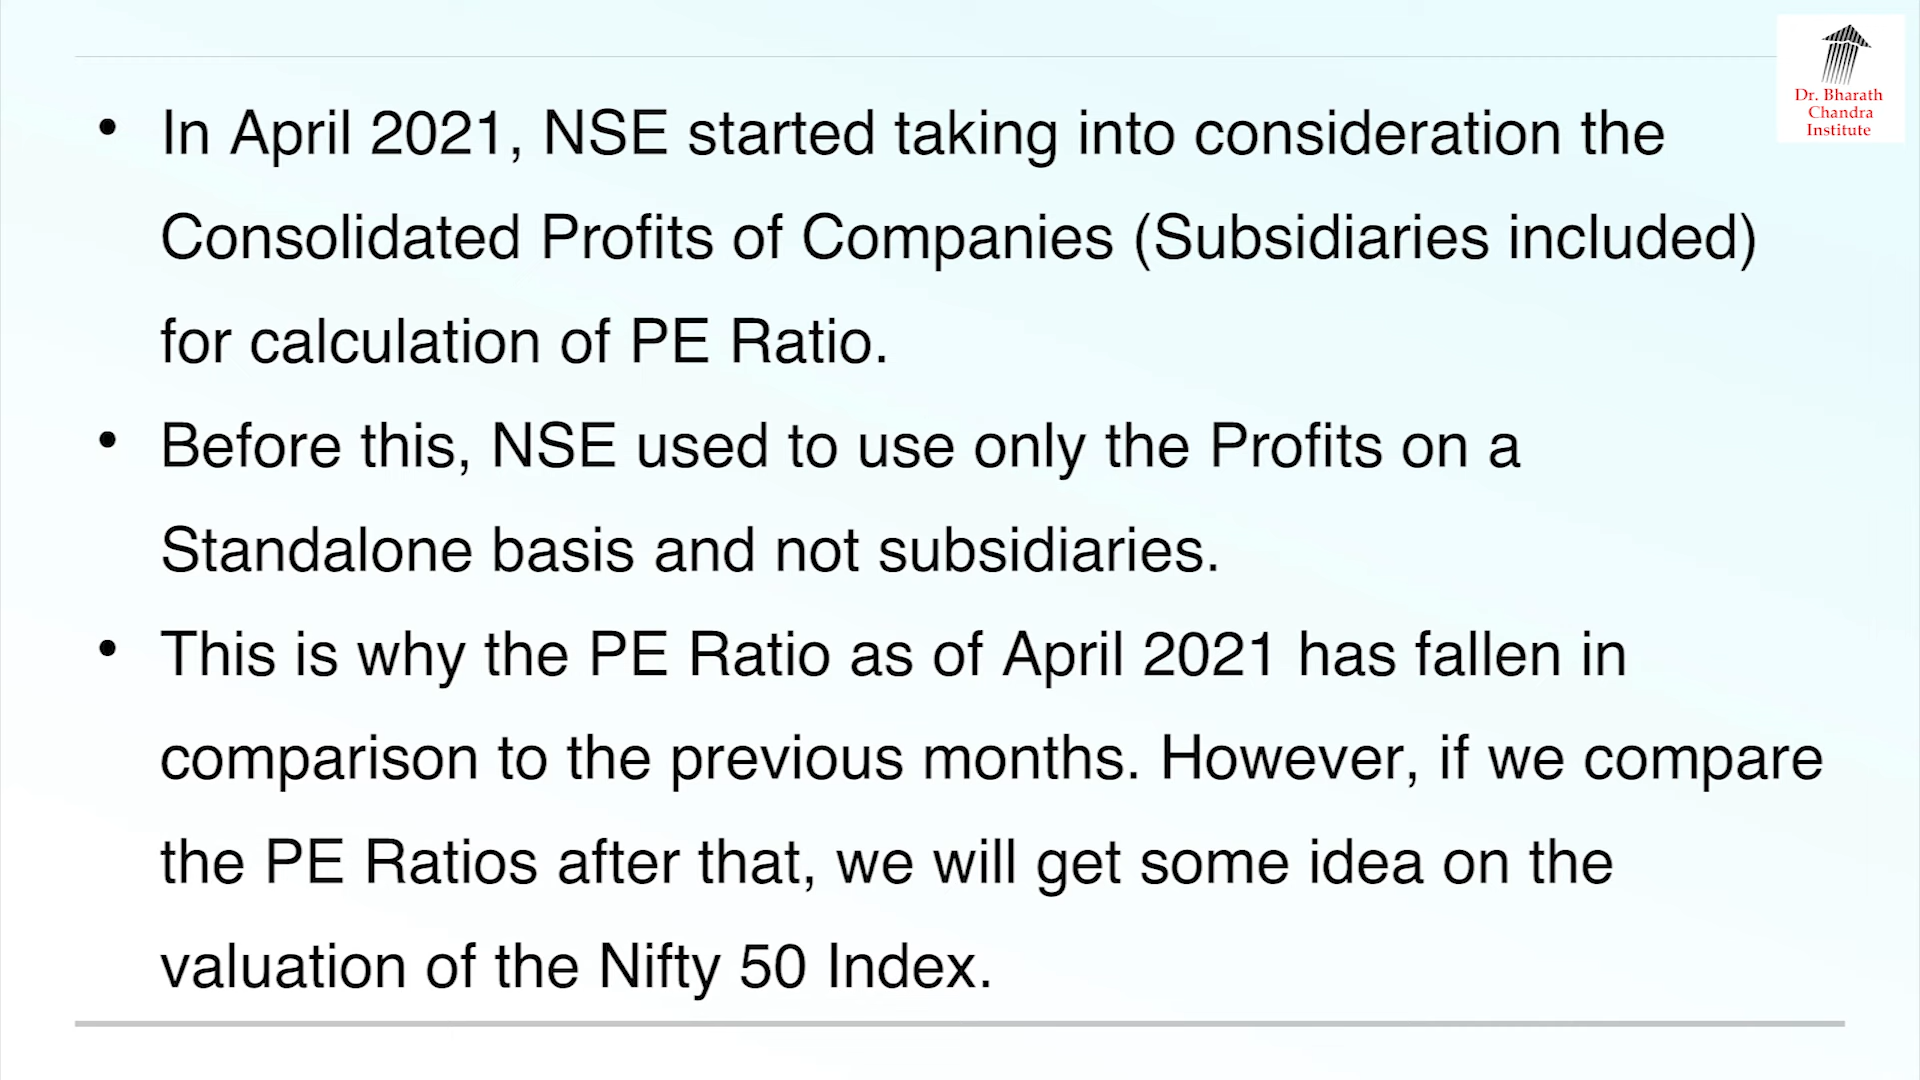 Dr. Bharath
Chandra
Institute
• In April 2021, NSE started taking into consideration the
Consolidated Profits of Companies (Subsidiaries included)
for calculation of PE Ratio.
• Before this, NSE used to use only the Profits on a
Standalone basis and not subsidiaries.
• This is why the PE Ratio as of April 2021 has fallen in
comparison to the previous months. However, if we compare
the PE Ratios after that, we will get some idea on the
valuation of the Nifty 50 Index.